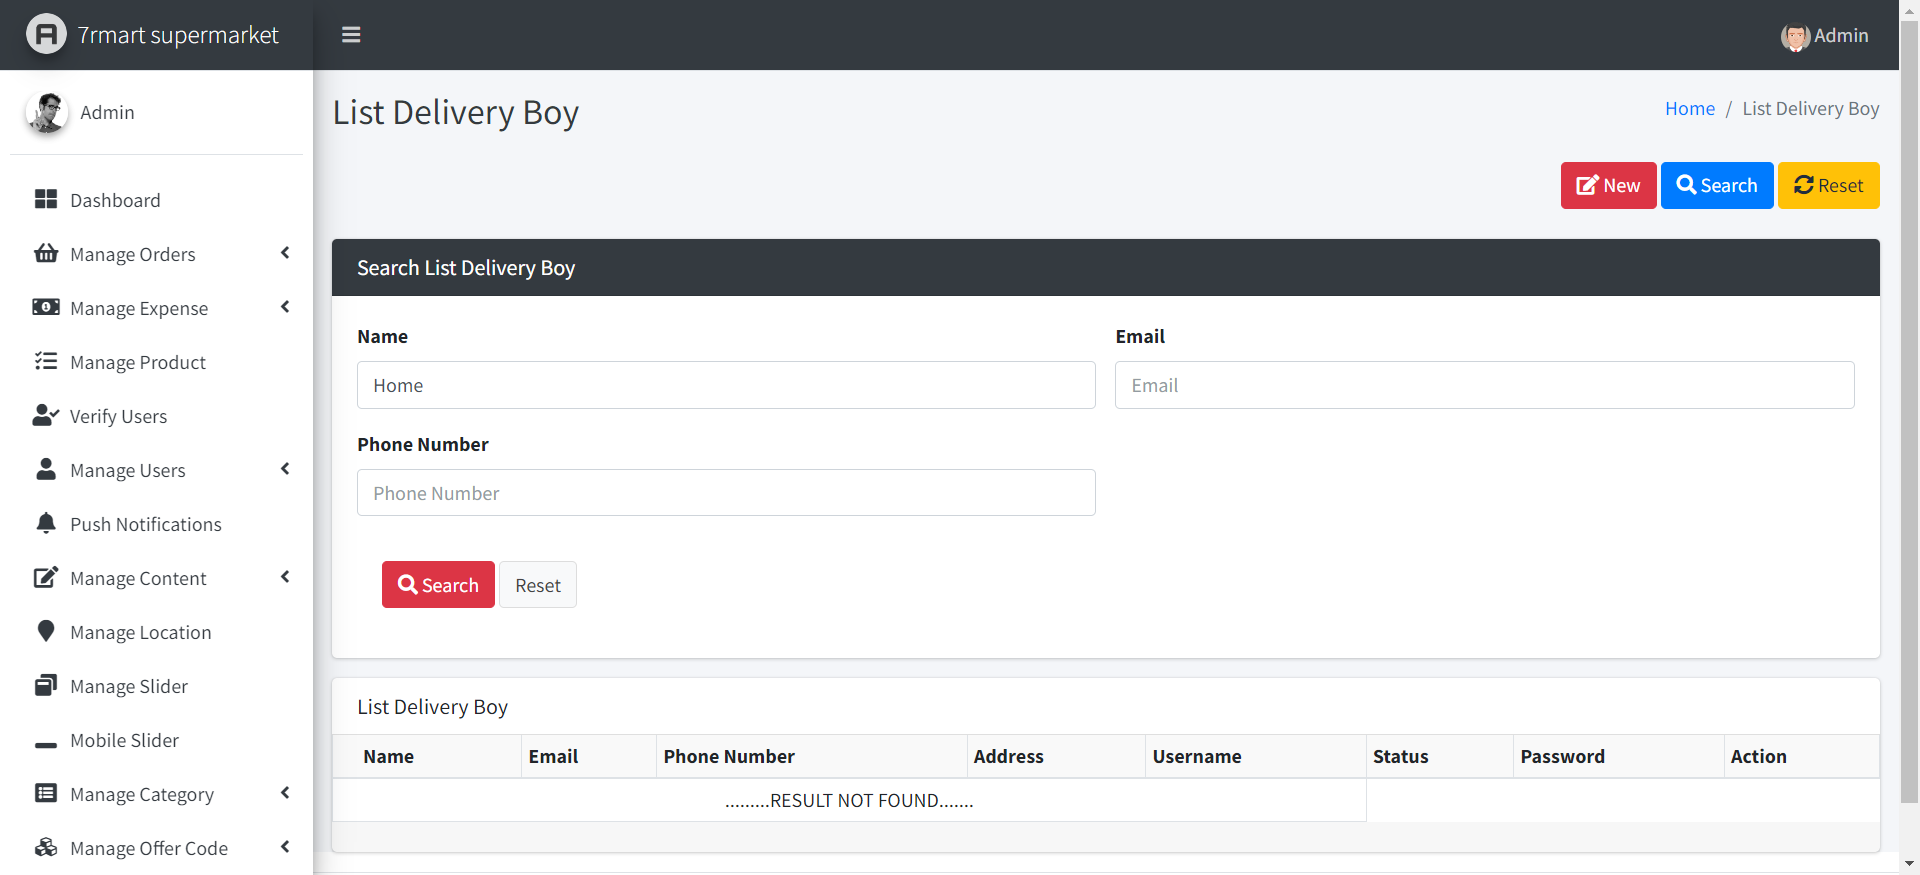 7rmart supermarket
Admin
Admin
Dashboard
Manage Orders
Manage Expense
Manage Product
Verify Users
Manage Users
Push Notifications
Manage Content
Manage Location
Manage Slider
Mobile Slider
Manage Category
Manage Offer Code
List Delivery Boy
Home / List Delivery Boy
New Search Reset
Search List Delivery Boy
Name Email
Home Email
Phone Number
Phone Number
Search Reset
List Delivery Boy
Name Email Phone Number Address Username Status Password Action
.........RESULT NOT FOUND.......